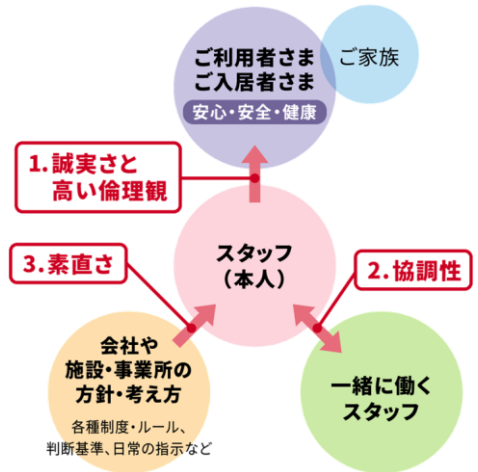 ご利用者さま
ご入居者さま
安心・安全・健康
ご家族
1.誠実さと
高い倫理観
スタッフ
（本人）
3.素直さ
2.協調性
会社や
施設・事業所の
方針・考え方
各種制度・ルール、
判断基準、日常の指示など
一緒に働く
スタッフ